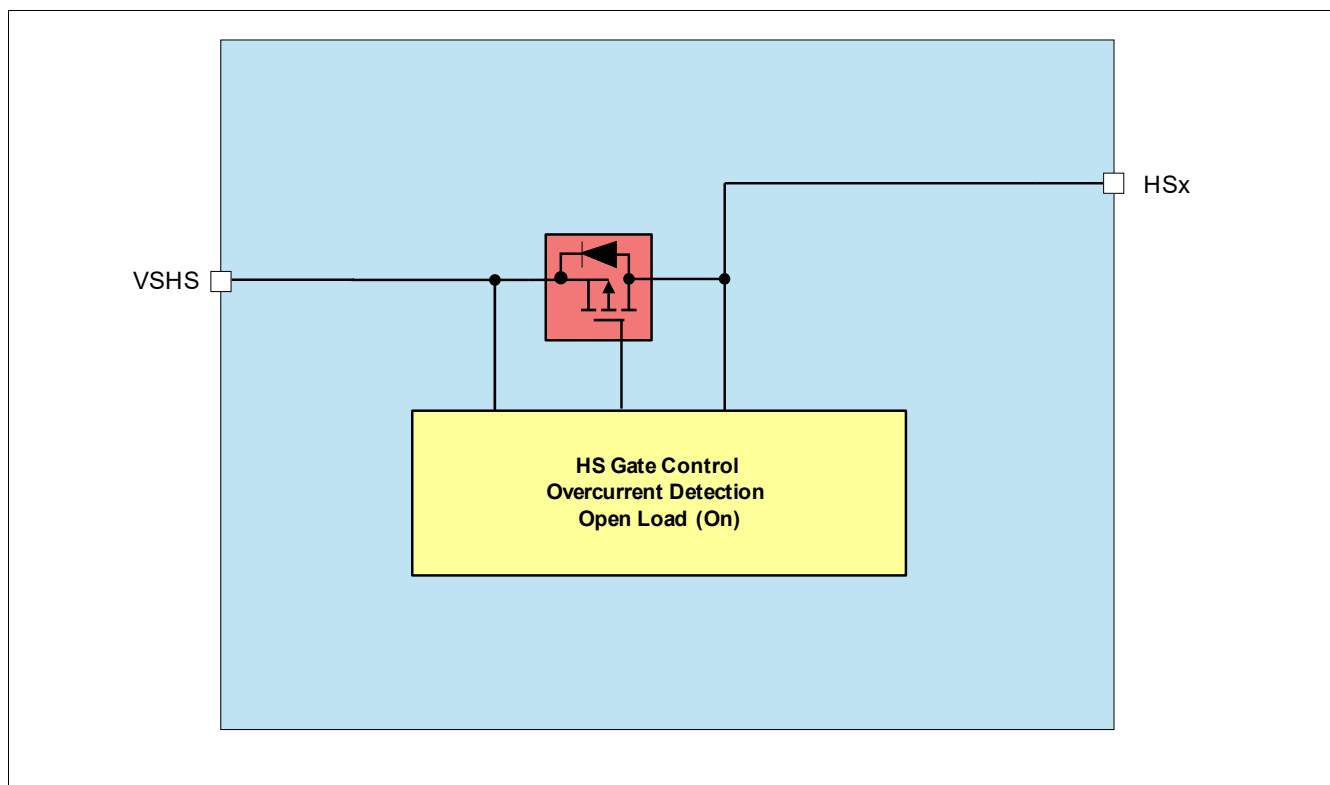 HSx
VSHS
HS Gate Control
Overcurrent Detection
Open Load (On)